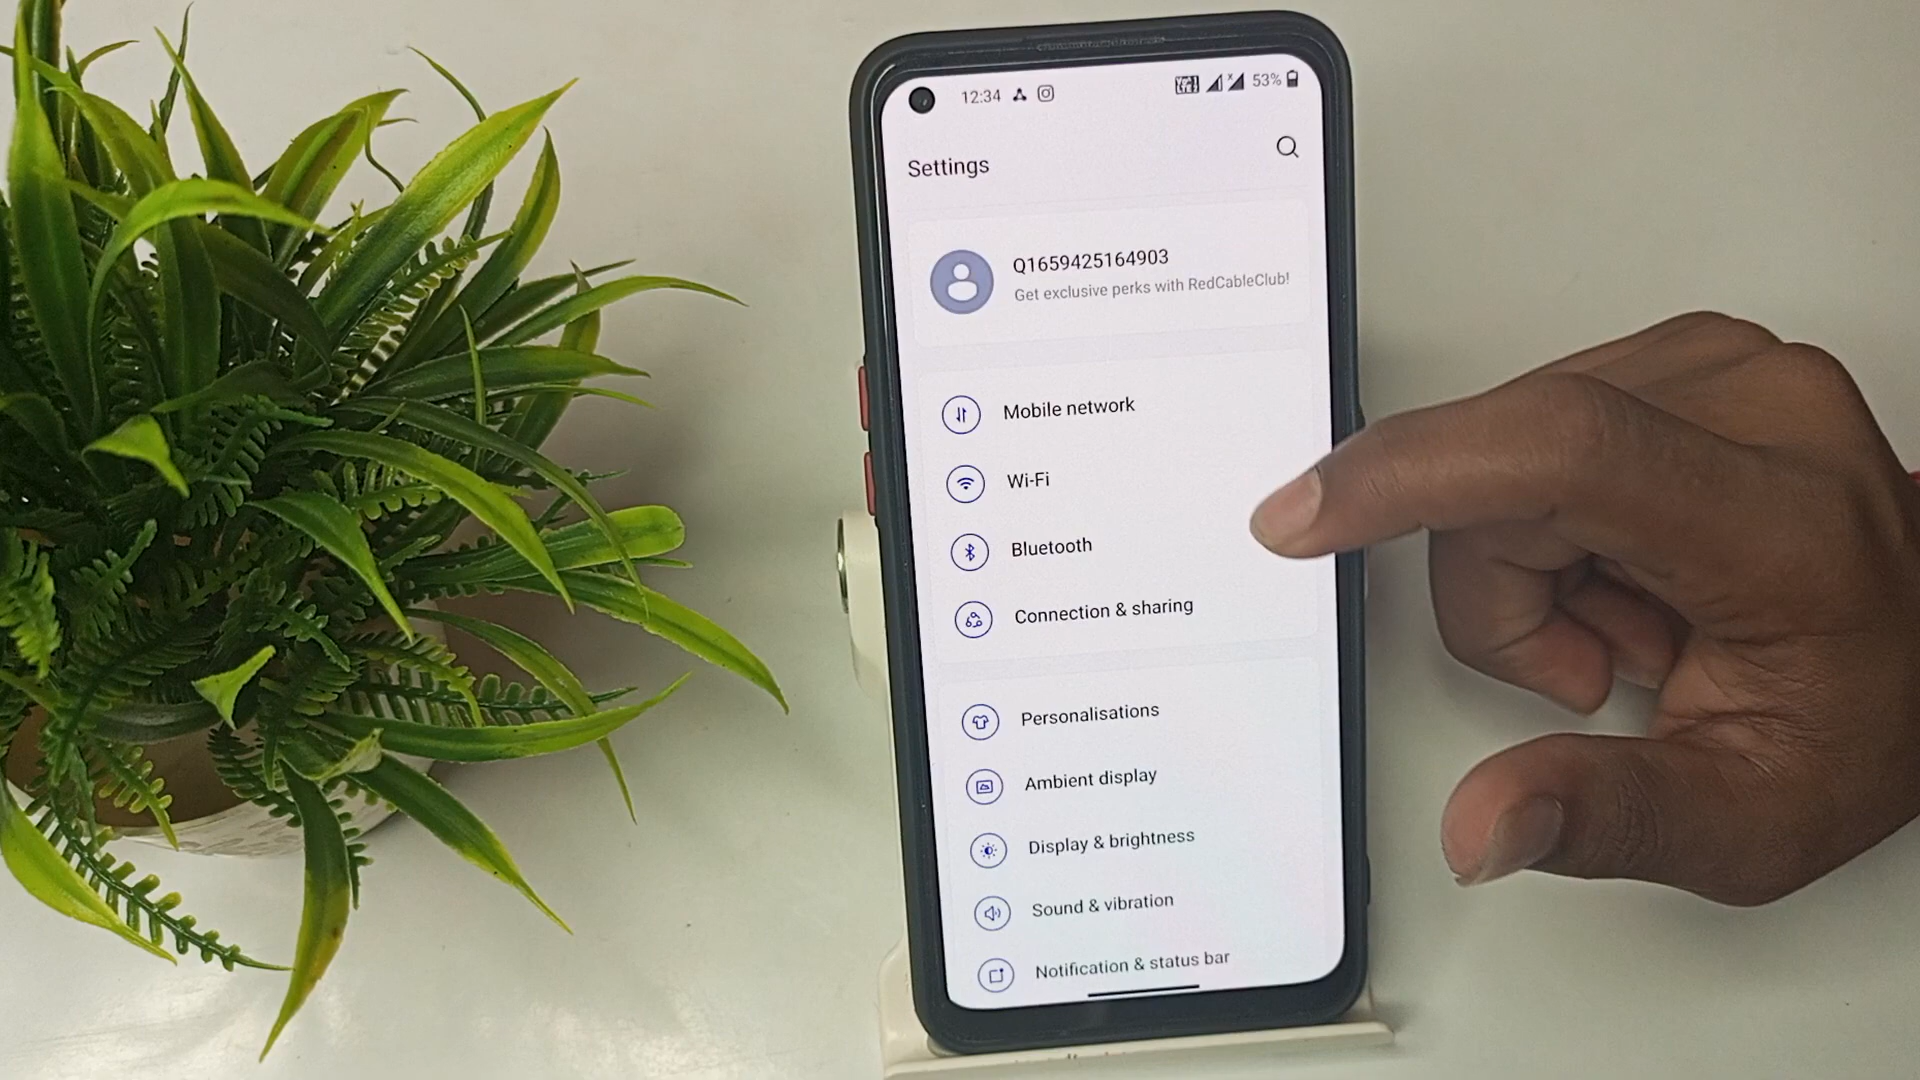 12:34
53%
Settings
Q1659425164903
Get exclusive perks with RedCableClub!
Mobile network
Wi-Fi
Bluetooth
Connection & sharing
Personalisations
Ambient display
Display & brightness
Sound & vibration
Notification & status bar